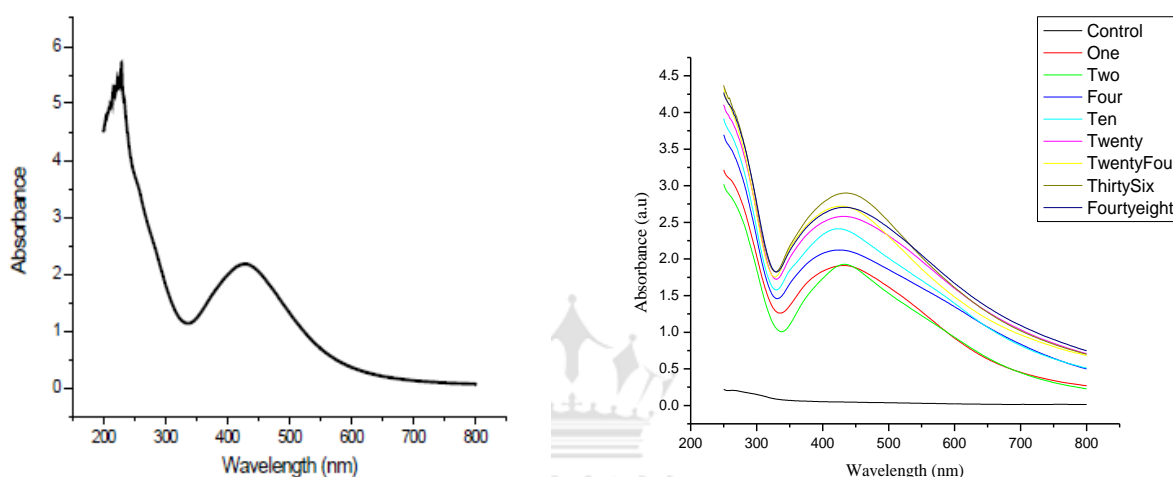 Absorbance
6
5
4
3
2
1
0
200 300 400 500 600 700 800
Wavelength (nm)
Control
One
Two
Four
Ten
Twenty
TwentyFou
ThirtySix
Fourtyeight
Absorbance (a.u)
4.5
4.0
3.5
3.0
2.5
2.0
1.5
1.0
0.5
0.0
200 300 400 500 600 700 800
Wavelength (nm)